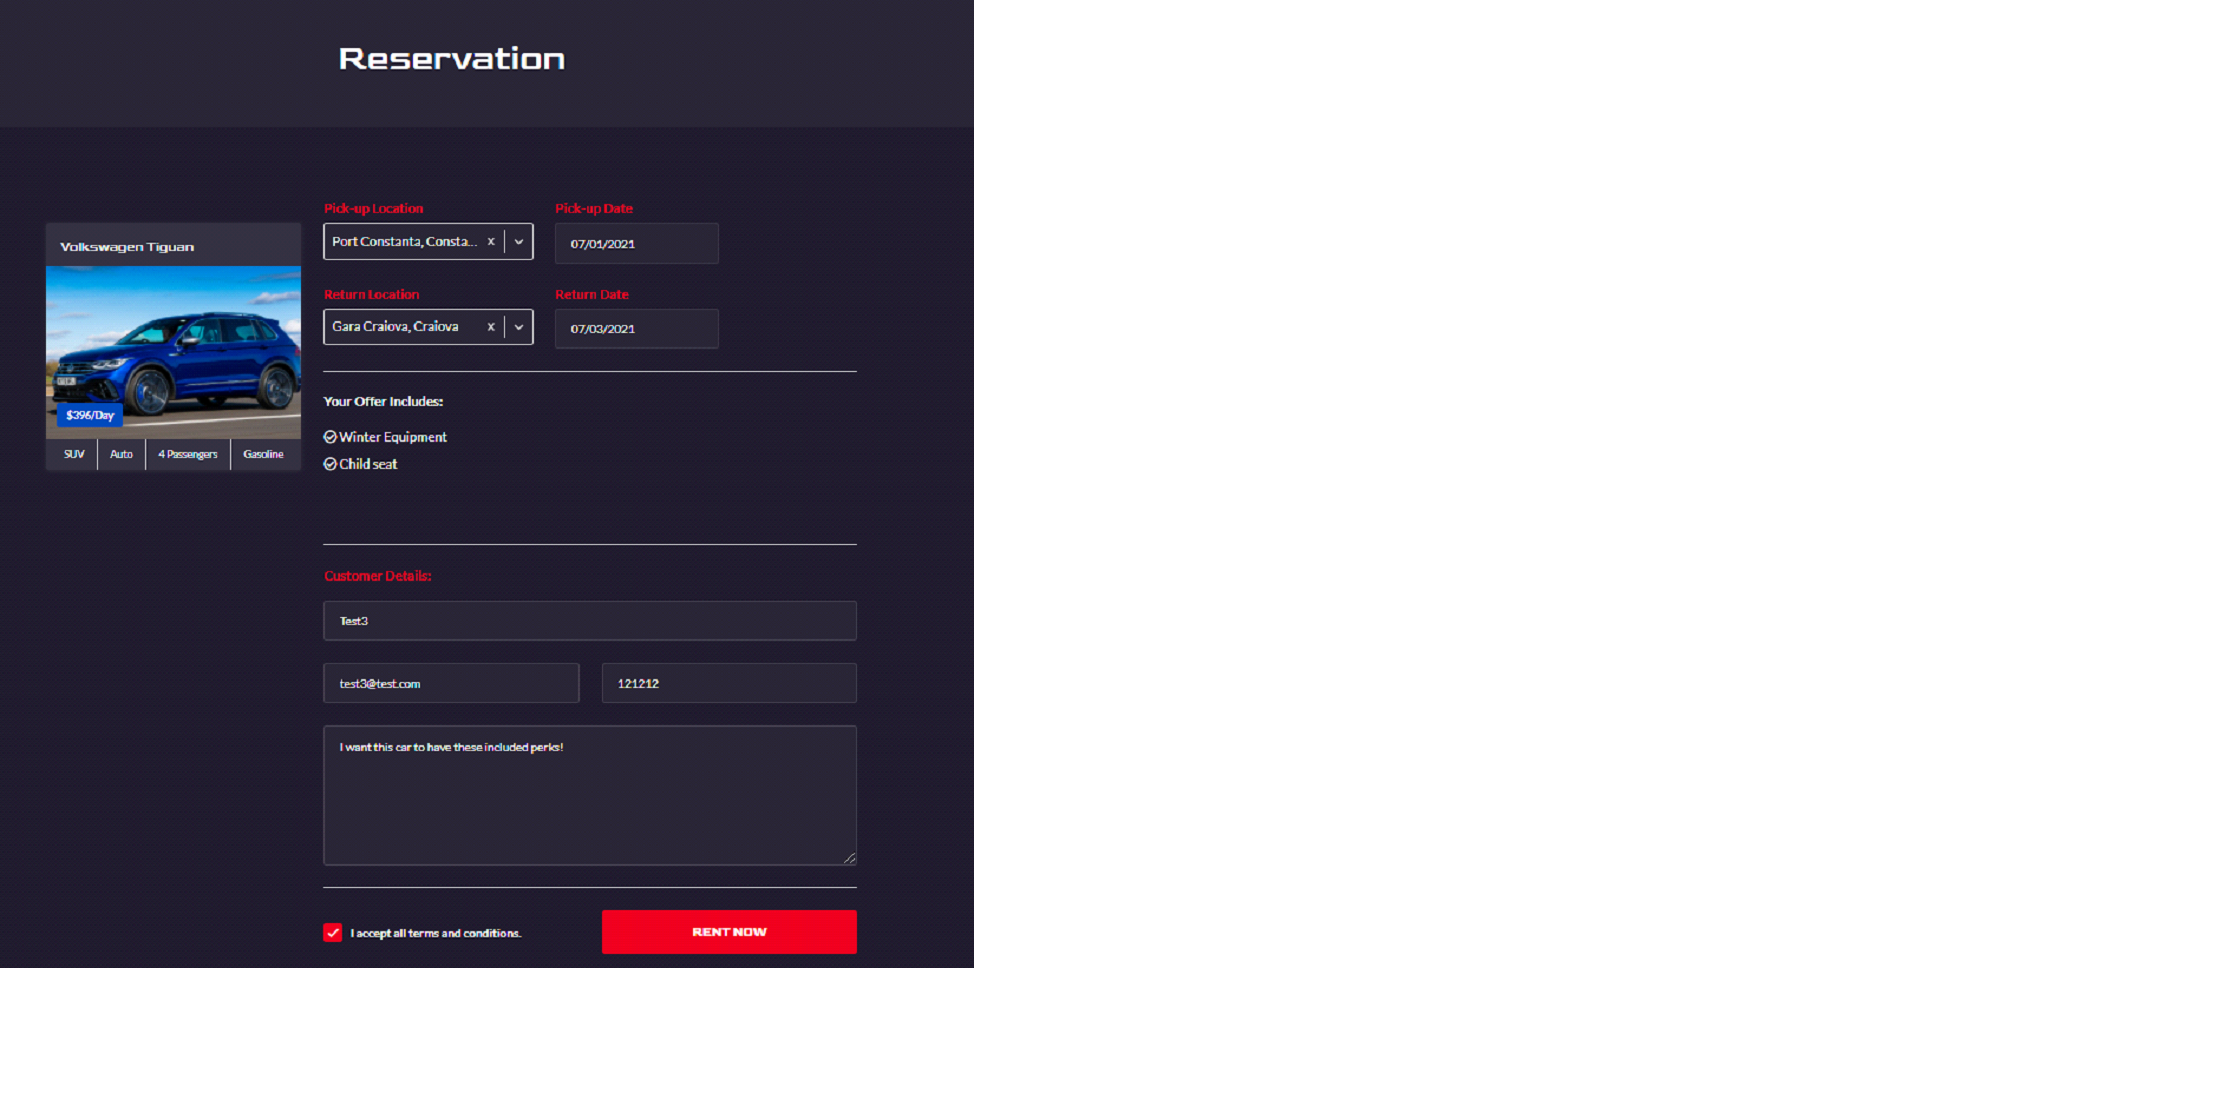 Reservation
Volkswagen Tiguan
$396/Day
SUV Auto 4 Passengers Gasoline
Pick-up Location Pick-up Date
Port Constanta, Consta... x 07/01/2021
Return Location Return Date
Gara Craiova, Craiova x 07/03/2021
Your Offer Includes:
Winter Equipment
Child seat
Customer Details:
Test3
test3@test.com 121212
I want this car to have these included perks!
I accept all terms and conditions. RENT NOW